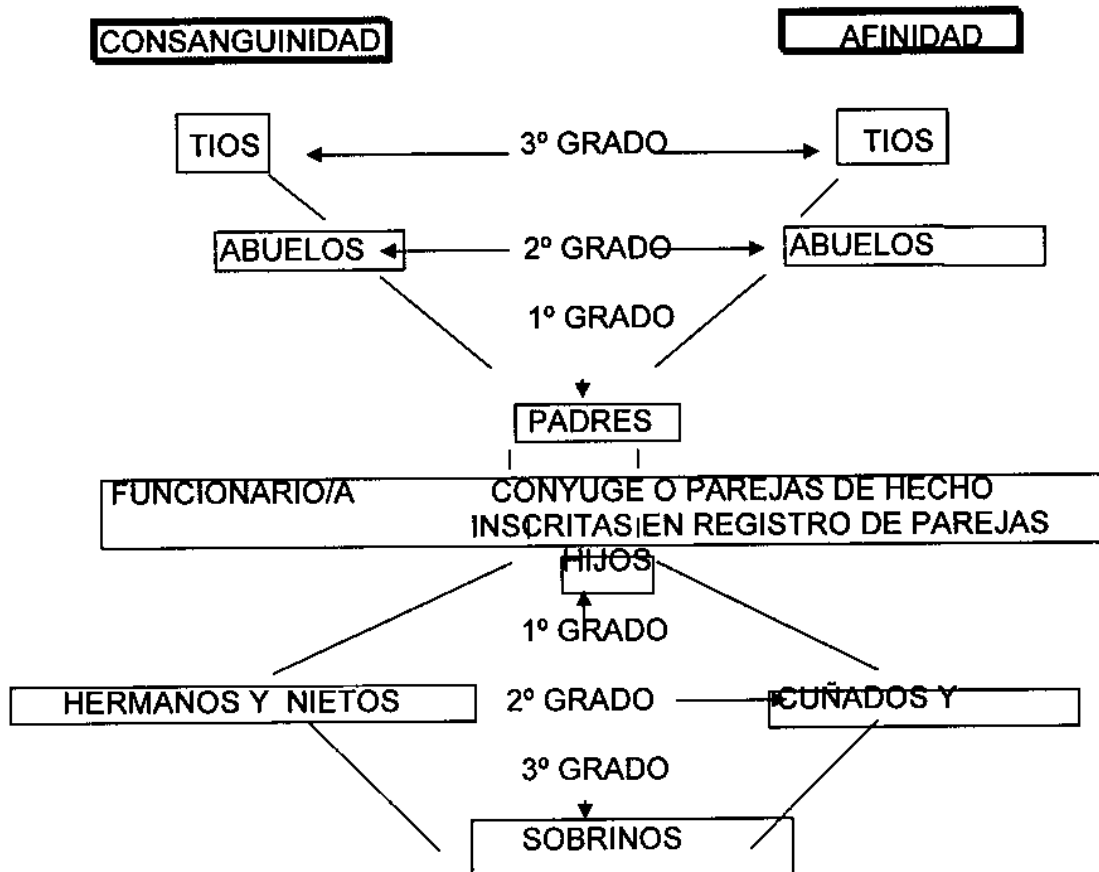 CONSANGUINIDAD AFINIDAD
TIOS 3º GRADO TIOS
ABUELOS 2º GRADO ABUELOS
1º GRADO
PADRES
FUNCIONARIO/A CONYUGE O PAREJAS DE HECHO
INSCRITAS EN REGISTRO DE PAREJAS
HIJOS
1º GRADO
HERMANOS Y NIETOS 2º GRADO CUÑADOS Y
3º GRADO
SOBRINOS